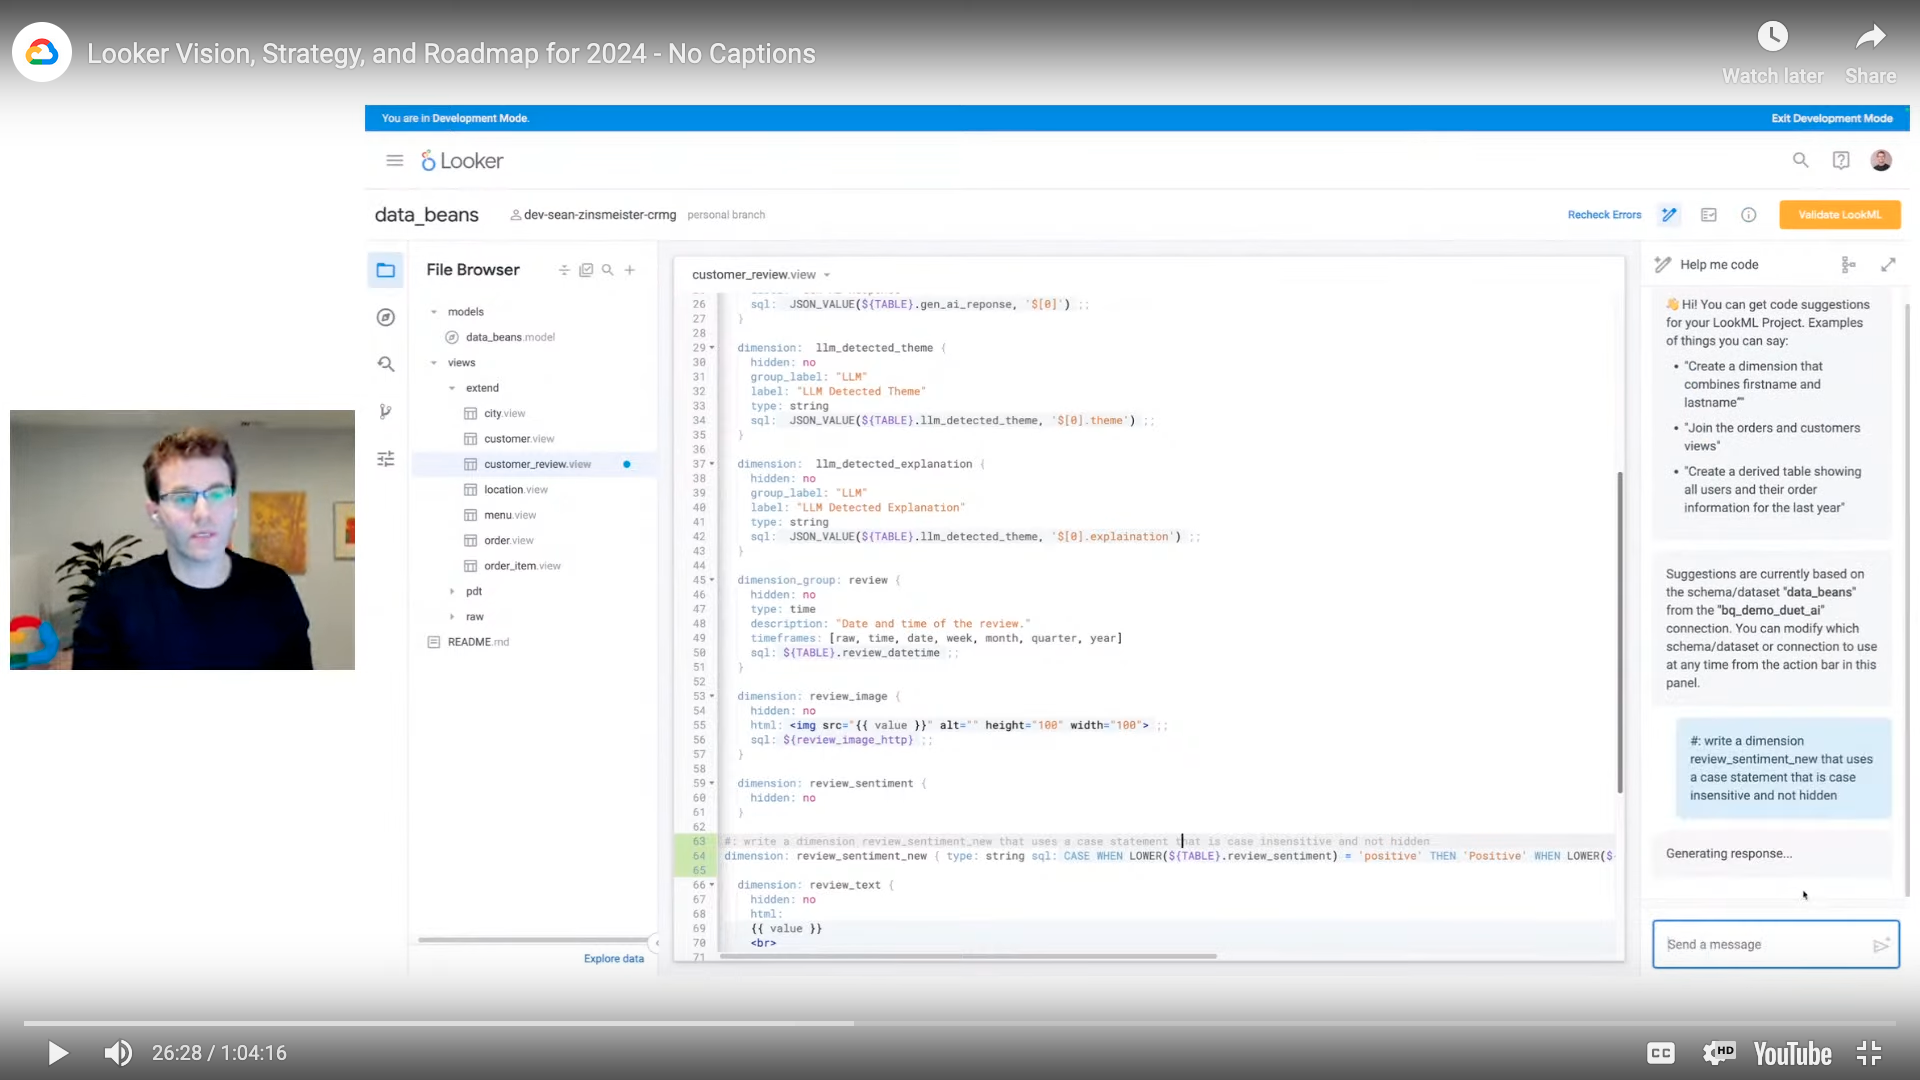 Looker Vision, Strategy, and Roadmap for 2024 - No Captions
Watch later
Share
You are in Development Mode.
Exit Development Mode
Looker
data_beans
dev-sean-zinsmeister-crmg
personal branch
Recheck Errors
Validate LookML
File Browser
models
data_beans.model
views
extend
city.view
customer.view
customer_review.view
location.view
menu.view
order.view
order_item.view
pdt
raw
README.md
Explore data
customer_review.view
26 sql: JSON_VALUE(${TABLE}.gen_ai_reponse, '$[0]') ;;
27 }
28
29 dimension: llm_detected_theme {
30 hidden: no
31 group_label: "LLM"
32 label: "LLM Detected Theme"
33 type: string
34 sql: JSON_VALUE(${TABLE}.llm_detected_theme, '$[0].theme') ;;
35 }
36
37 dimension: llm_detected_explanation {
38 hidden: no
39 group_label: "LLM"
40 label: "LLM Detected Explanation"
41 type: string
42 sql: JSON_VALUE(${TABLE}.llm_detected_theme, '$[0].explaination') ;;
43 }
44
45 dimension_group: review {
46 hidden: no
47 type: time
48 description: "Date and time of the review."
49 timeframes: [raw, time, date, week, month, quarter, year]
50 sql: ${TABLE}.review_datetime ;;
51 }
52
53 dimension: review_image {
54 hidden: no
55 html: <img src="{{ value }}" alt="" height="100" width="100"> ;;
56 sql: ${review_image_http} ;;
57 }
58
59 dimension: review_sentiment {
60 hidden: no
61 }
62
63 #: write a dimension review_sentiment_new that uses a case statement that is case insensitive and not hidden
64 dimension: review_sentiment_new { type: string sql: CASE WHEN LOWER(${TABLE}.review_sentiment) = 'positive' THEN 'Positive' WHEN LOWER($
65
66 dimension: review_text {
67 hidden: no
68 html:
69 {{ value }}
70 <br>
71
Help me code
👋 Hi! You can get code suggestions
for your LookML Project. Examples
of things you can say:
• "Create a dimension that
combines firstname and
lastname""
• "Join the orders and customers
views"
• "Create a derived table showing
all users and their order
information for the last year"
Suggestions are currently based on
the schema/dataset "data_beans"
from the "bq_demo_duet_ai"
connection. You can modify which
schema/dataset or connection to use
at any time from the action bar in this
panel.
#: write a dimension
review_sentiment_new that uses
a case statement that is case
insensitive and not hidden
Generating response...
Send a message
26:28 / 1:04:16
CC
HD
YouTube